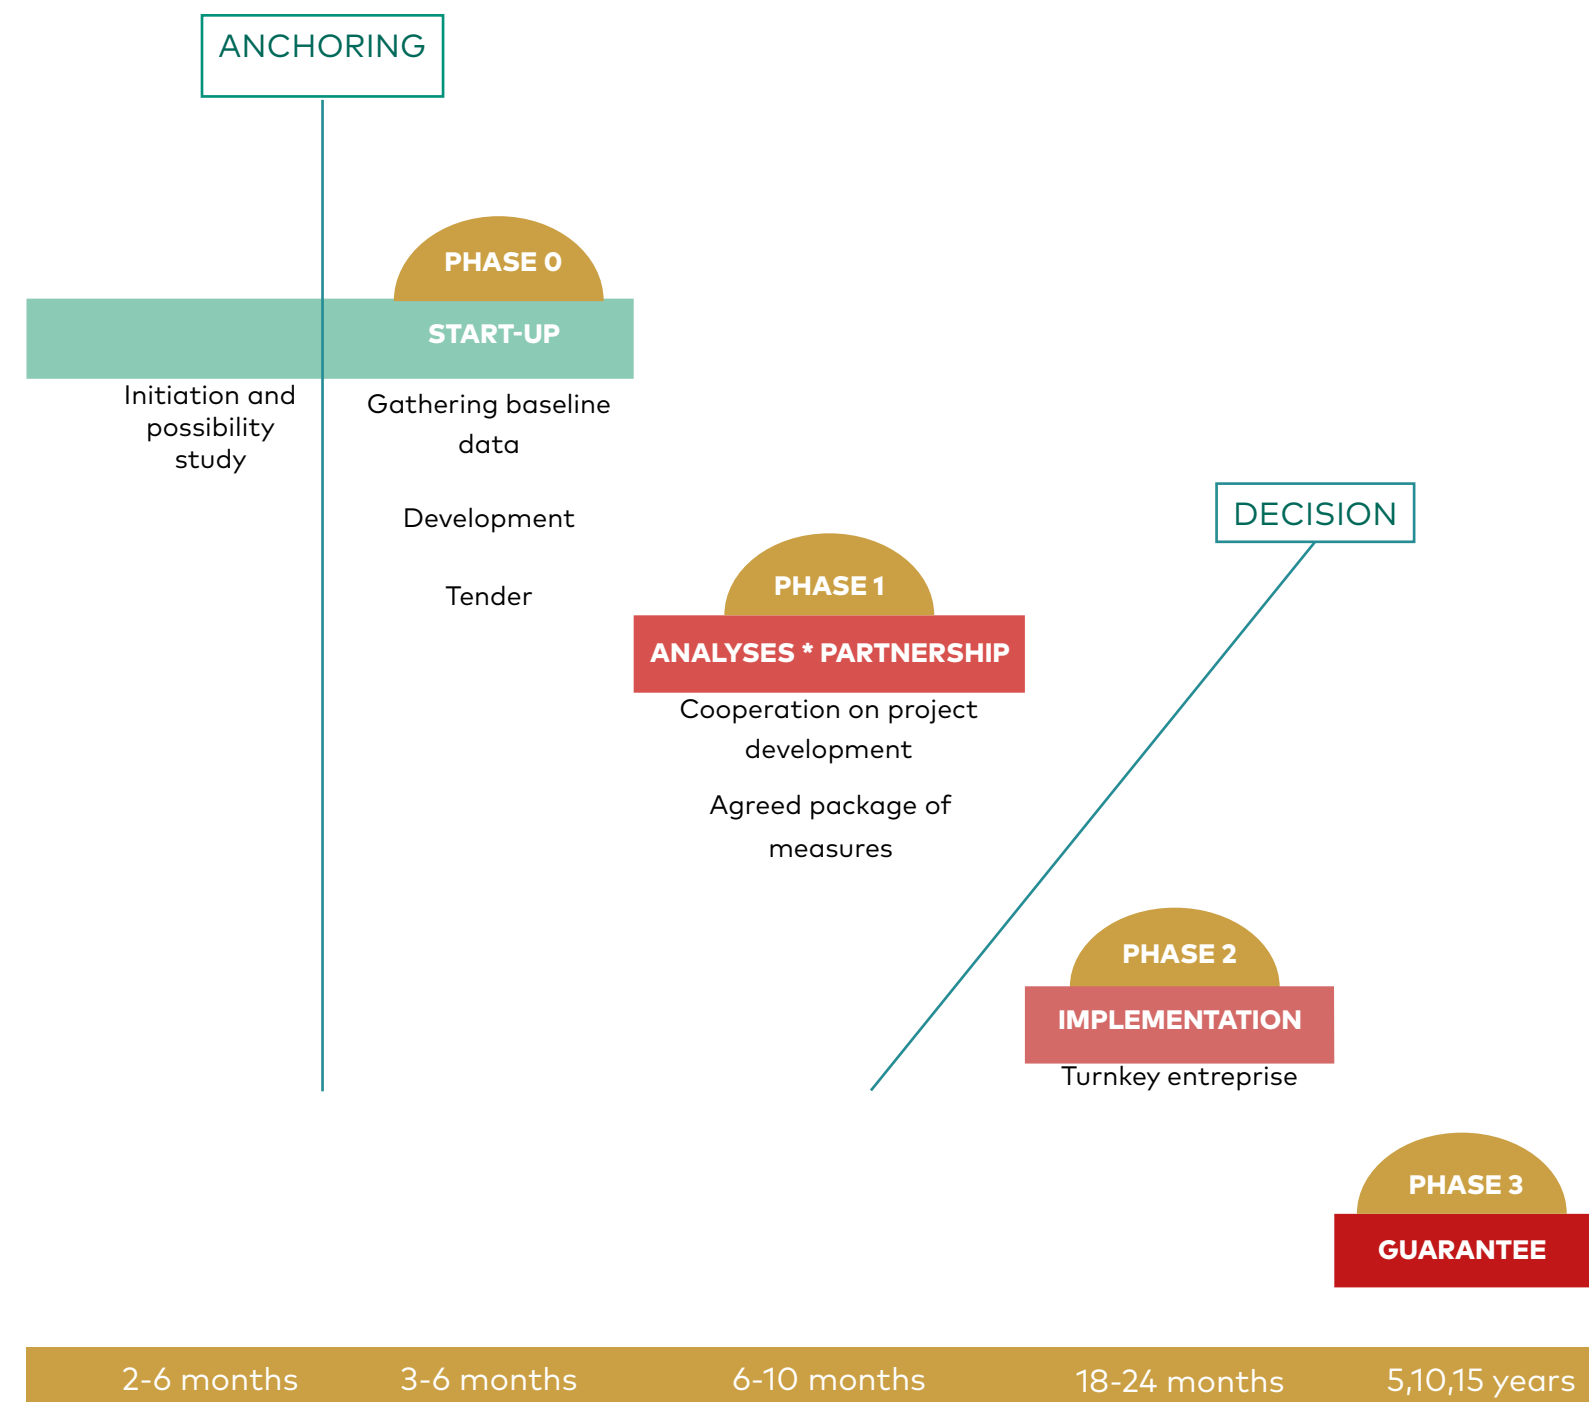 ANCHORING
PHASE 0
START-UP
Initiation and
possibility
study
Gathering baseline
data
Development
Tender
DECISION
PHASE 1
ANALYSES * PARTNERSHIP
Cooperation on project
development
Agreed package of
measures
PHASE 2
IMPLEMENTATION
Turnkey entreprise
PHASE 3
GUARANTEE
2-6 months
3-6 months
6-10 months
18-24 months
5,10,15 years